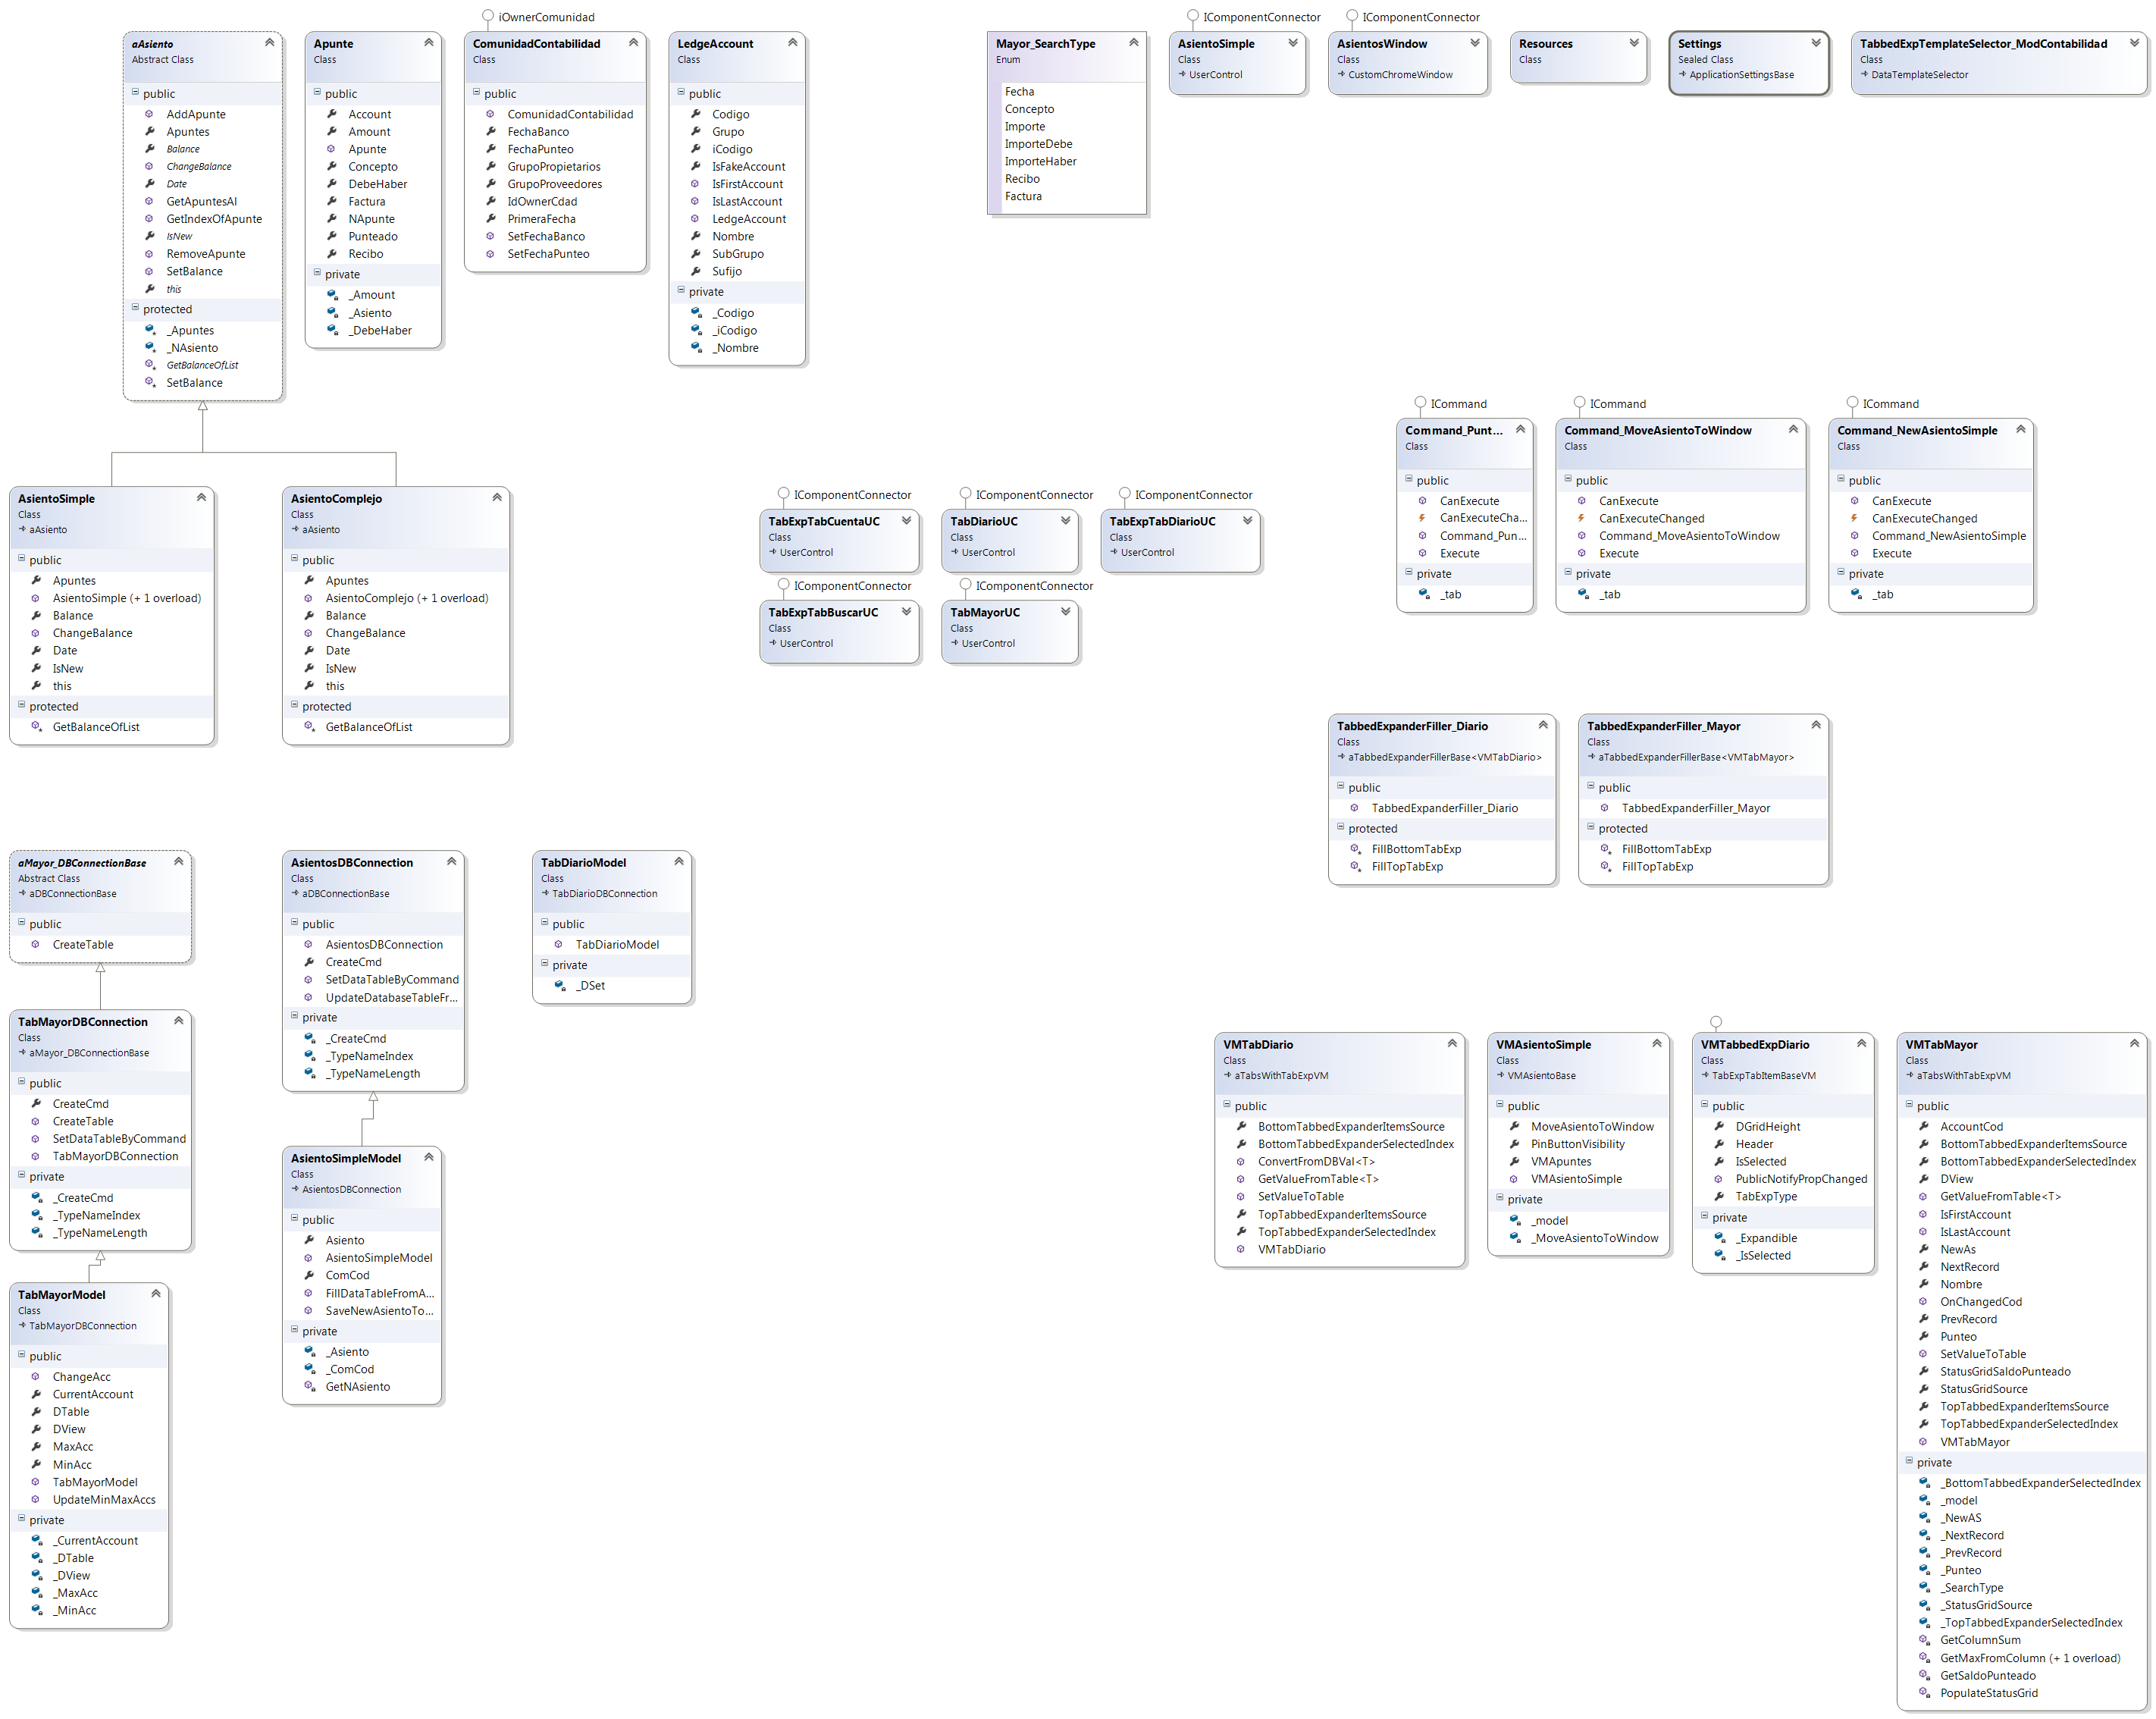 aAsiento
Abstract Class
public
AddApunte
Apuntes
Balance
ChangeBalance
Date
GetApuntesAl
GetIndexOfApunte
IsNew
RemoveApunte
SetBalance
this
protected
_Apuntes
_NAsiento
GetBalanceOfList
SetBalance
Apunte
Class
public
Account
Amount
Apunte
Concepto
DebeHaber
Factura
NApunte
Punteado
Recibo
private
_Amount
_Asiento
_DebeHaber
iOwnerComunidad
ComunidadContabilidad
Class
public
ComunidadContabilidad
FechaBanco
FechaPunteo
GrupoPropietarios
GrupoProveedores
IdOwnerCdad
PrimeraFecha
SetFechaBanco
SetFechaPunteo
LedgeAccount
Class
public
Codigo
Grupo
iCodigo
IsFakeAccount
IsFirstAccount
IsLastAccount
LedgeAccount
Nombre
SubGrupo
Sufijo
private
_Codigo
_iCodigo
_Nombre
Mayor_SearchType
Enum
Fecha
Concepto
Importe
ImporteDebe
ImporteHaber
Recibo
Factura
IComponentConnector
AsientoSimple
Class
UserControl
IComponentConnector
AsientosWindow
Class
CustomChromeWindow
Resources
Class
Settings
Sealed Class
ApplicationSettingsBase
TabbedExpTemplateSelector_ModContabilidad
Class
DataTemplateSelector
AsientoSimple
Class
aAsiento
public
Apuntes
AsientoSimple (+ 1 overload)
Balance
ChangeBalance
Date
IsNew
this
protected
GetBalanceOfList
AsientoComplejo
Class
aAsiento
public
Apuntes
AsientoComplejo (+ 1 overload)
Balance
ChangeBalance
Date
IsNew
this
protected
GetBalanceOfList
IComponentConnector
TabExpTabCuentaUC
Class
UserControl
IComponentConnector
TabDiarioUC
Class
UserControl
IComponentConnector
TabExpTabDiarioUC
Class
UserControl
IComponentConnector
TabExpTabBuscarUC
Class
UserControl
IComponentConnector
TabMayorUC
Class
UserControl
ICommand
Command_Punt...
Class
public
CanExecute
CanExecuteCha...
Command_Pun...
Execute
private
_tab
ICommand
Command_MoveAsientoToWindow
Class
public
CanExecute
CanExecuteChanged
Command_MoveAsientoToWindow
Execute
private
_tab
ICommand
Command_NewAsientoSimple
Class
public
CanExecute
CanExecuteChanged
Command_NewAsientoSimple
Execute
private
_tab
TabbedExpanderFiller_Diario
Class
aTabbedExpanderFillerBase<VMTabDiario>
public
TabbedExpanderFiller_Diario
protected
FillBottomTabExp
FillTopTabExp
TabbedExpanderFiller_Mayor
Class
aTabbedExpanderFillerBase<VMTabMayor>
public
TabbedExpanderFiller_Mayor
protected
FillBottomTabExp
FillTopTabExp
aMayor_DBConnectionBase
Abstract Class
aDBConnectionBase
public
CreateTable
TabMayorDBConnection
Class
aMayor_DBConnectionBase
public
CreateCmd
CreateTable
SetDataTableByCommand
TabMayorDBConnection
private
_CreateCmd
_TypeNameIndex
_TypeNameLength
TabMayorModel
Class
TabMayorDBConnection
public
ChangeAcc
CurrentAccount
DTable
DView
MaxAcc
MinAcc
TabMayorModel
UpdateMinMaxAccs
private
_CurrentAccount
_DTable
_DView
_MaxAcc
_MinAcc
AsientosDBConnection
Class
aDBConnectionBase
public
AsientosDBConnection
CreateCmd
SetDataTableByCommand
UpdateDatabaseTableFr...
private
_CreateCmd
_TypeNameIndex
_TypeNameLength
AsientoSimpleModel
Class
AsientosDBConnection
public
Asiento
AsientoSimpleModel
ComCod
FillDataTableFromA...
SaveNewAsientoTo...
private
_Asiento
_ComCod
GetNAsiento
TabDiarioModel
Class
TabDiarioDBConnection
public
TabDiarioModel
private
_DSet
VMTabDiario
Class
aTabsWithTabExpVM
public
BottomTabbedExpanderItemsSource
BottomTabbedExpanderSelectedIndex
ConvertFromDBVal<T>
GetValueFromTable<T>
SetValueToTable
TopTabbedExpanderItemsSource
TopTabbedExpanderSelectedIndex
VMTabDiario
VMAsientoSimple
Class
VMAsientoBase
public
MoveAsientoToWindow
PinButtonVisibility
VMApuntes
VMAsientoSimple
private
_model
_MoveAsientoToWindow
VMTabbedExpDiario
Class
TabExpTabItemBaseVM
public
DGridHeight
Header
IsSelected
PublicNotifyPropChanged
TabExpType
private
_Expandible
_IsSelected
VMTabMayor
Class
aTabsWithTabExpVM
public
AccountCod
BottomTabbedExpanderItemsSource
BottomTabbedExpanderSelectedIndex
DView
GetValueFromTable<T>
IsFirstAccount
IsLastAccount
NewAs
NextRecord
Nombre
OnChangedCod
PrevRecord
Punteo
SetValueToTable
StatusGridSaldoPunteado
StatusGridSource
TopTabbedExpanderItemsSource
TopTabbedExpanderSelectedIndex
VMTabMayor
private
_BottomTabbedExpanderSelectedIndex
_model
_NewAS
_NextRecord
_PrevRecord
_Punteo
_SearchType
_StatusGridSource
_TopTabbedExpanderSelectedIndex
GetColumnSum
GetMaxFromColumn (+ 1 overload)
GetSaldoPunteado
PopulateStatusGrid